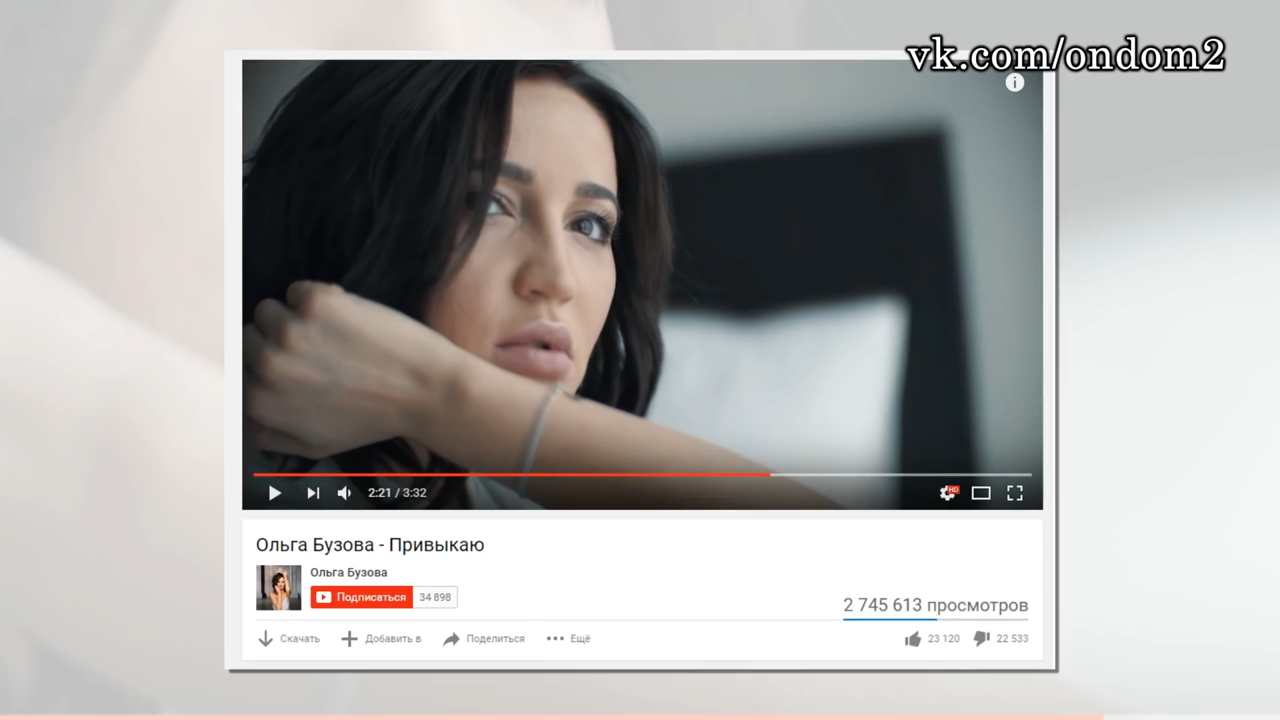 vk.com/ondom2
i
HD
2:21 / 3:32
Ольга Бузова - Привыкаю
Ольга Бузова
Подписаться 34 898
2 745 613 просмотров
Скачать Добавить в Поделиться ••• Ещё 23 120 22 533